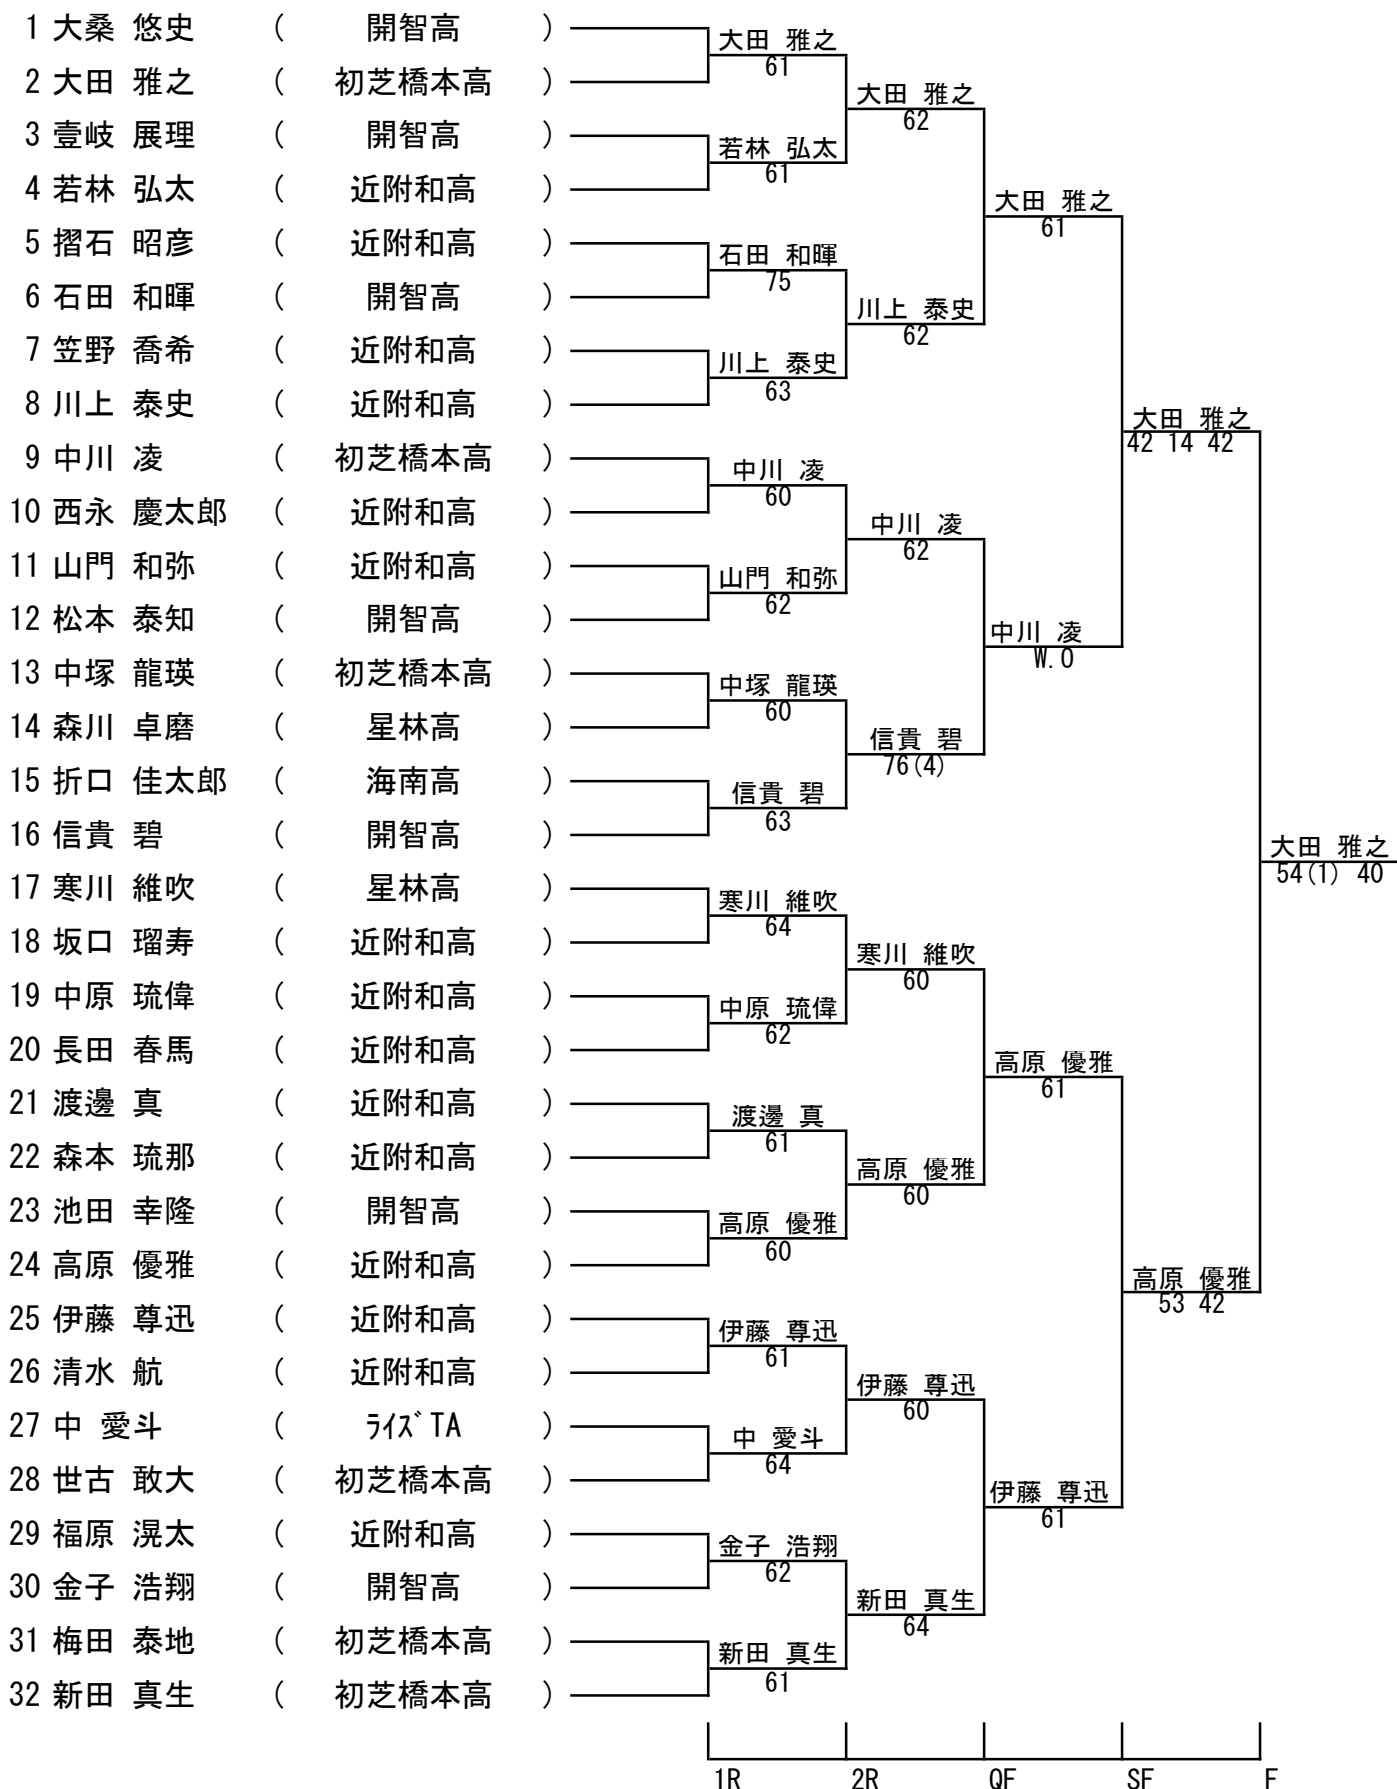 1 大桑 悠史 ( 開智高 )
2 大田 雅之 ( 初芝橋本高 )
3 壹岐 展理 ( 開智高 )
4 若林 弘太 ( 近附和高 )
5 摺石 昭彦 ( 近附和高 )
6 石田 和暉 ( 開智高 )
7 笠野 喬希 ( 近附和高 )
8 川上 泰史 ( 近附和高 )
9 中川 凌 ( 初芝橋本高 )
10 西永 慶太郎 ( 近附和高 )
11 山門 和弥 ( 近附和高 )
12 松本 泰知 ( 開智高 )
13 中塚 龍瑛 ( 初芝橋本高 )
14 森川 卓磨 ( 星林高 )
15 折口 佳太郎 ( 海南高 )
16 信貴 碧 ( 開智高 )
17 寒川 維吹 ( 星林高 )
18 坂口 瑠寿 ( 近附和高 )
19 中原 琉偉 ( 近附和高 )
20 長田 春馬 ( 近附和高 )
21 渡邊 真 ( 近附和高 )
22 森本 琉那 ( 近附和高 )
23 池田 幸隆 ( 開智高 )
24 高原 優雅 ( 近附和高 )
25 伊藤 尊迅 ( 近附和高 )
26 清水 航 ( 近附和高 )
27 中 愛斗 ( ﾗｲｽﾞTA )
28 世古 敢大 ( 初芝橋本高 )
29 福原 滉太 ( 近附和高 )
30 金子 浩翔 ( 開智高 )
31 梅田 泰地 ( 初芝橋本高 )
32 新田 真生 ( 初芝橋本高 )
大田 雅之
61
若林 弘太
61
石田 和暉
75
川上 泰史
63
中川 凌
60
山門 和弥
62
中塚 龍瑛
60
信貴 碧
63
寒川 維吹
64
中原 琉偉
62
渡邊 真
61
高原 優雅
60
伊藤 尊迅
61
中 愛斗
64
金子 浩翔
62
新田 真生
61
大田 雅之
62
川上 泰史
62
中川 凌
62
信貴 碧
76(4)
寒川 維吹
60
高原 優雅
60
伊藤 尊迅
60
新田 真生
64
大田 雅之
61
中川 凌
W.O
高原 優雅
61
伊藤 尊迅
61
大田 雅之
42 14 42
高原 優雅
53 42
大田 雅之
54(1) 40
1R 2R QF SF F